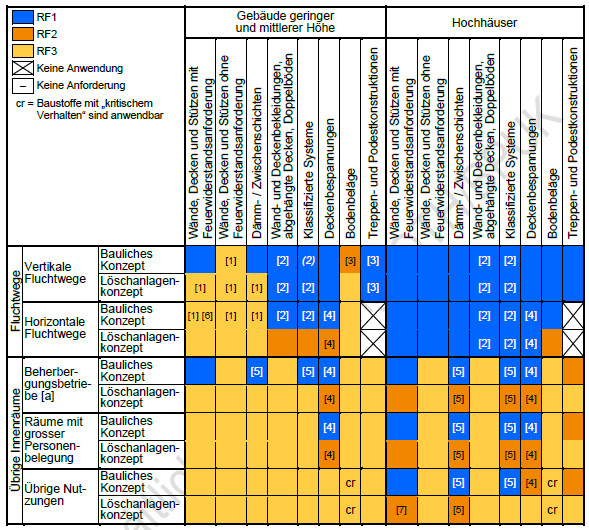 RF1
RF2
RF3
Keine Anwendung
– Keine Anforderung
cr = Baustoffe mit „kritischem
Verhalten“ sind anwendbar
Gebäude geringer
und mittlerer Höhe
Hochhäuser
Wände, Decken und Stützen mit
Feuerwiderstandsanforderung
Wände, Decken und Stützen ohne
Feuerwiderstandsanforderung
Dämm- / Zwischenschichten
Wand- und Deckenbekleidungen,
abgehängte Decken, Doppelböden
Klassifizierte Systeme
Deckenbespannungen
Bodenbeläge
Treppen- und Podestkonstruktionen
Wände, Decken und Stützen mit
Feuerwiderstandsanforderung
Wände, Decken und Stützen ohne
Feuerwiderstandsanforderung
Dämm- / Zwischenschichten
Wand- und Deckenbekleidungen,
abgehängte Decken, Doppelböden
Klassifizierte Systeme
Deckenbespannungen
Bodenbeläge
Treppen- und Podestkonstruktionen
Fluchtwege
Vertikale
Fluchtwege
Bauliches
Konzept
[1] [2] (2) [3] [3] [2] [2]
Löschanlagen-
konzept
[1] [1] [1] [2] [2] [3] [2] [2]
Horizontale
Fluchtwege
Bauliches
Konzept
[1] [6] [1] [1] [2] [2] [4] [2] [2] [4]
Löschanlagen-
konzept
[4] [2] [2] [4]
Übrige Innenräume
Beherber-
gungsbetrie-
be [a]
Bauliches
Konzept
[5] [5] [4] [5] [5] [4]
Löschanlagen-
konzept
[4] [5] [5] [4]
Räume mit
grosser
Personen-
belegung
Bauliches
Konzept
[4] [5] [5] [4]
Löschanlagen-
konzept
[4] [5] [5] [4]
Übrige Nut-
zungen
Bauliches
Konzept
cr [5] [5] [4] cr
Löschanlagen-
konzept
cr [7] [5] cr